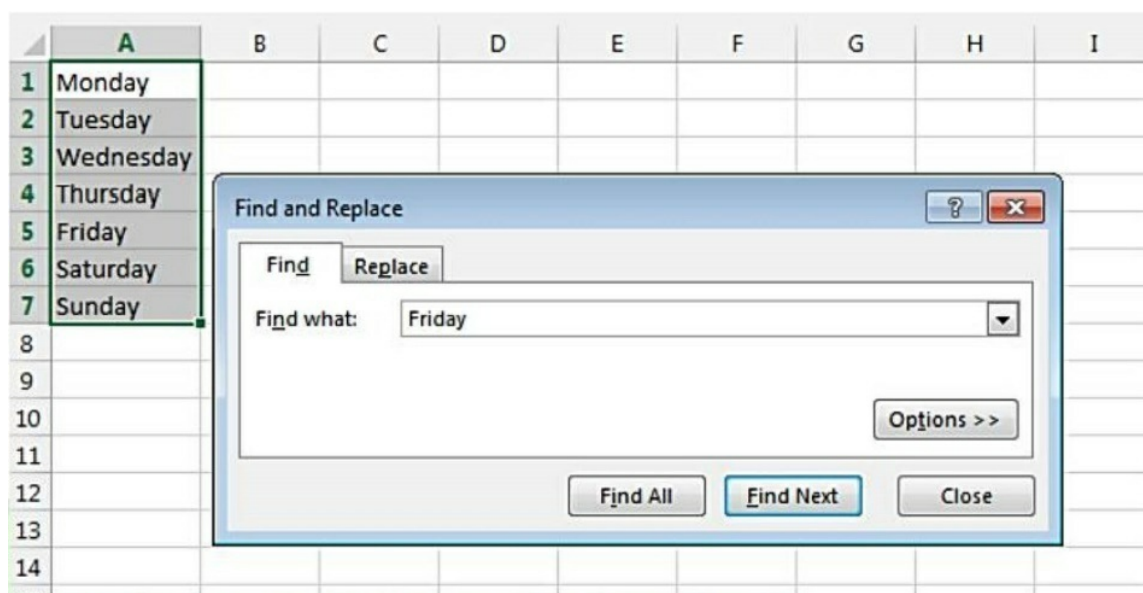 A B C D E F G H I
1 Monday
2 Tuesday
3 Wednesday
4 Thursday
5 Friday
6 Saturday
7 Sunday
8
9
10
11
12
13
14
Find and Replace ?
Find Replace
Find what: Friday
Options >>
Find All Find Next Close